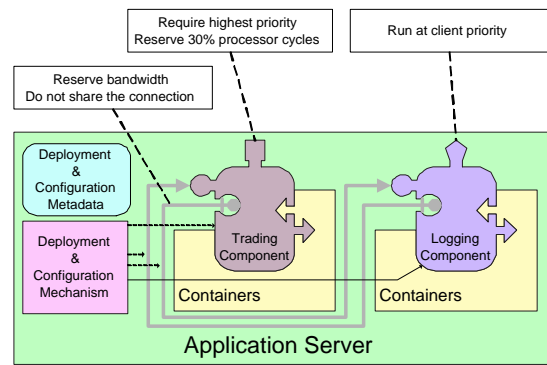 Require highest priority
Reserve 30% processor cycles
Run at client priority
Reserve bandwidth
Do not share the connection
Deployment
&
Configuration
Metadata
Deployment
&
Configuration
Mechanism
Trading
Component
Containers
Logging
Component
Containers
Application Server